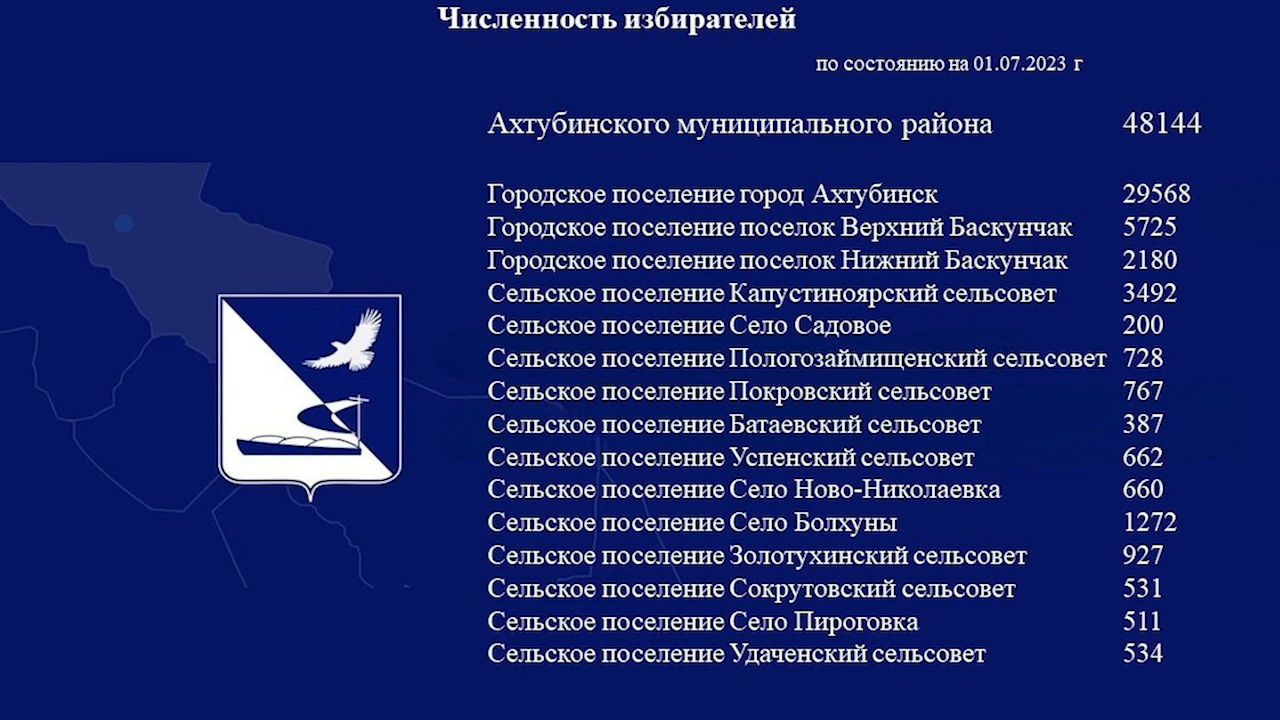 Численность избирателей
по состоянию на 01.07.2023 г
Ахтубинского муниципального района 48144
Городское поселение город Ахтубинск 29568
Городское поселение поселок Верхний Баскунчак 5725
Городское поселение поселок Нижний Баскунчак 2180
Сельское поселение Капустиноярский сельсовет 3492
Сельское поселение Село Садовое 200
Сельское поселение Пологозаймищенский сельсовет 728
Сельское поселение Покровский сельсовет 767
Сельское поселение Батаевский сельсовет 387
Сельское поселение Успенский сельсовет 662
Сельское поселение Село Ново-Николаевка 660
Сельское поселение Село Болхуны 1272
Сельское поселение Золотухинский сельсовет 927
Сельское поселение Сокрутовский сельсовет 531
Сельское поселение Село Пироговка 511
Сельское поселение Удаченский сельсовет 534